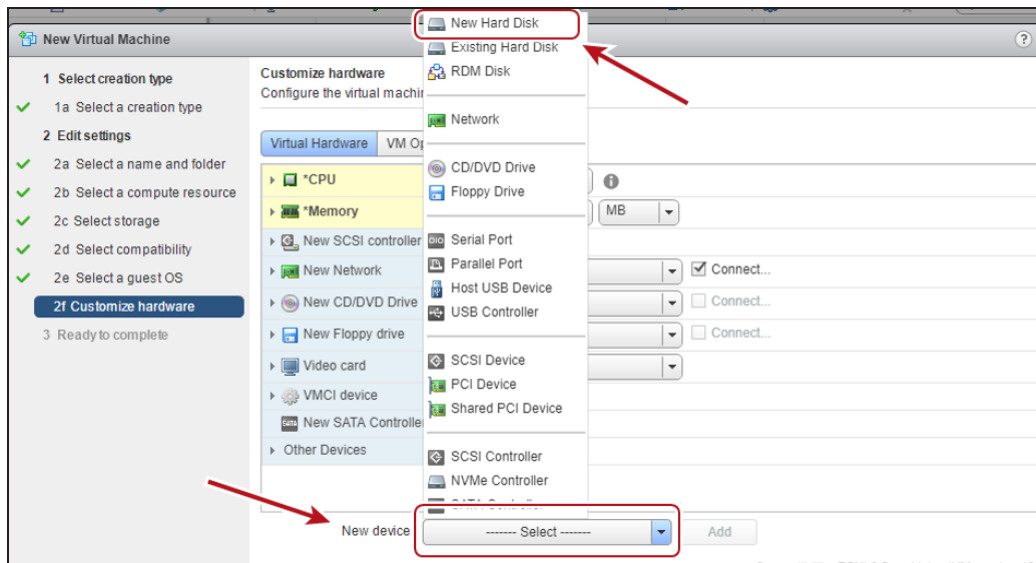 New Virtual Machine
?
1 Select creation type
1a Select a creation type
2 Edit settings
2a Select a name and folder
2b Select a compute resource
2c Select storage
2d Select compatibility
2e Select a guest OS
2f Customize hardware
3 Ready to complete
Customize hardware
Configure the virtual machin
Virtual Hardware VM Op
*CPU
*Memory MB
New SCSI controller
New Network Connect...
New CD/DVD Drive Connect...
New Floppy drive Connect...
Video card
VMCI device
New SATA Controlle
Other Devices
New Hard Disk
Existing Hard Disk
RDM Disk
Network
CD/DVD Drive
Floppy Drive
Serial Port
Parallel Port
Host USB Device
USB Controller
SCSI Device
PCI Device
Shared PCI Device
SCSI Controller
NVMe Controller
New device ------- Select ------- Add